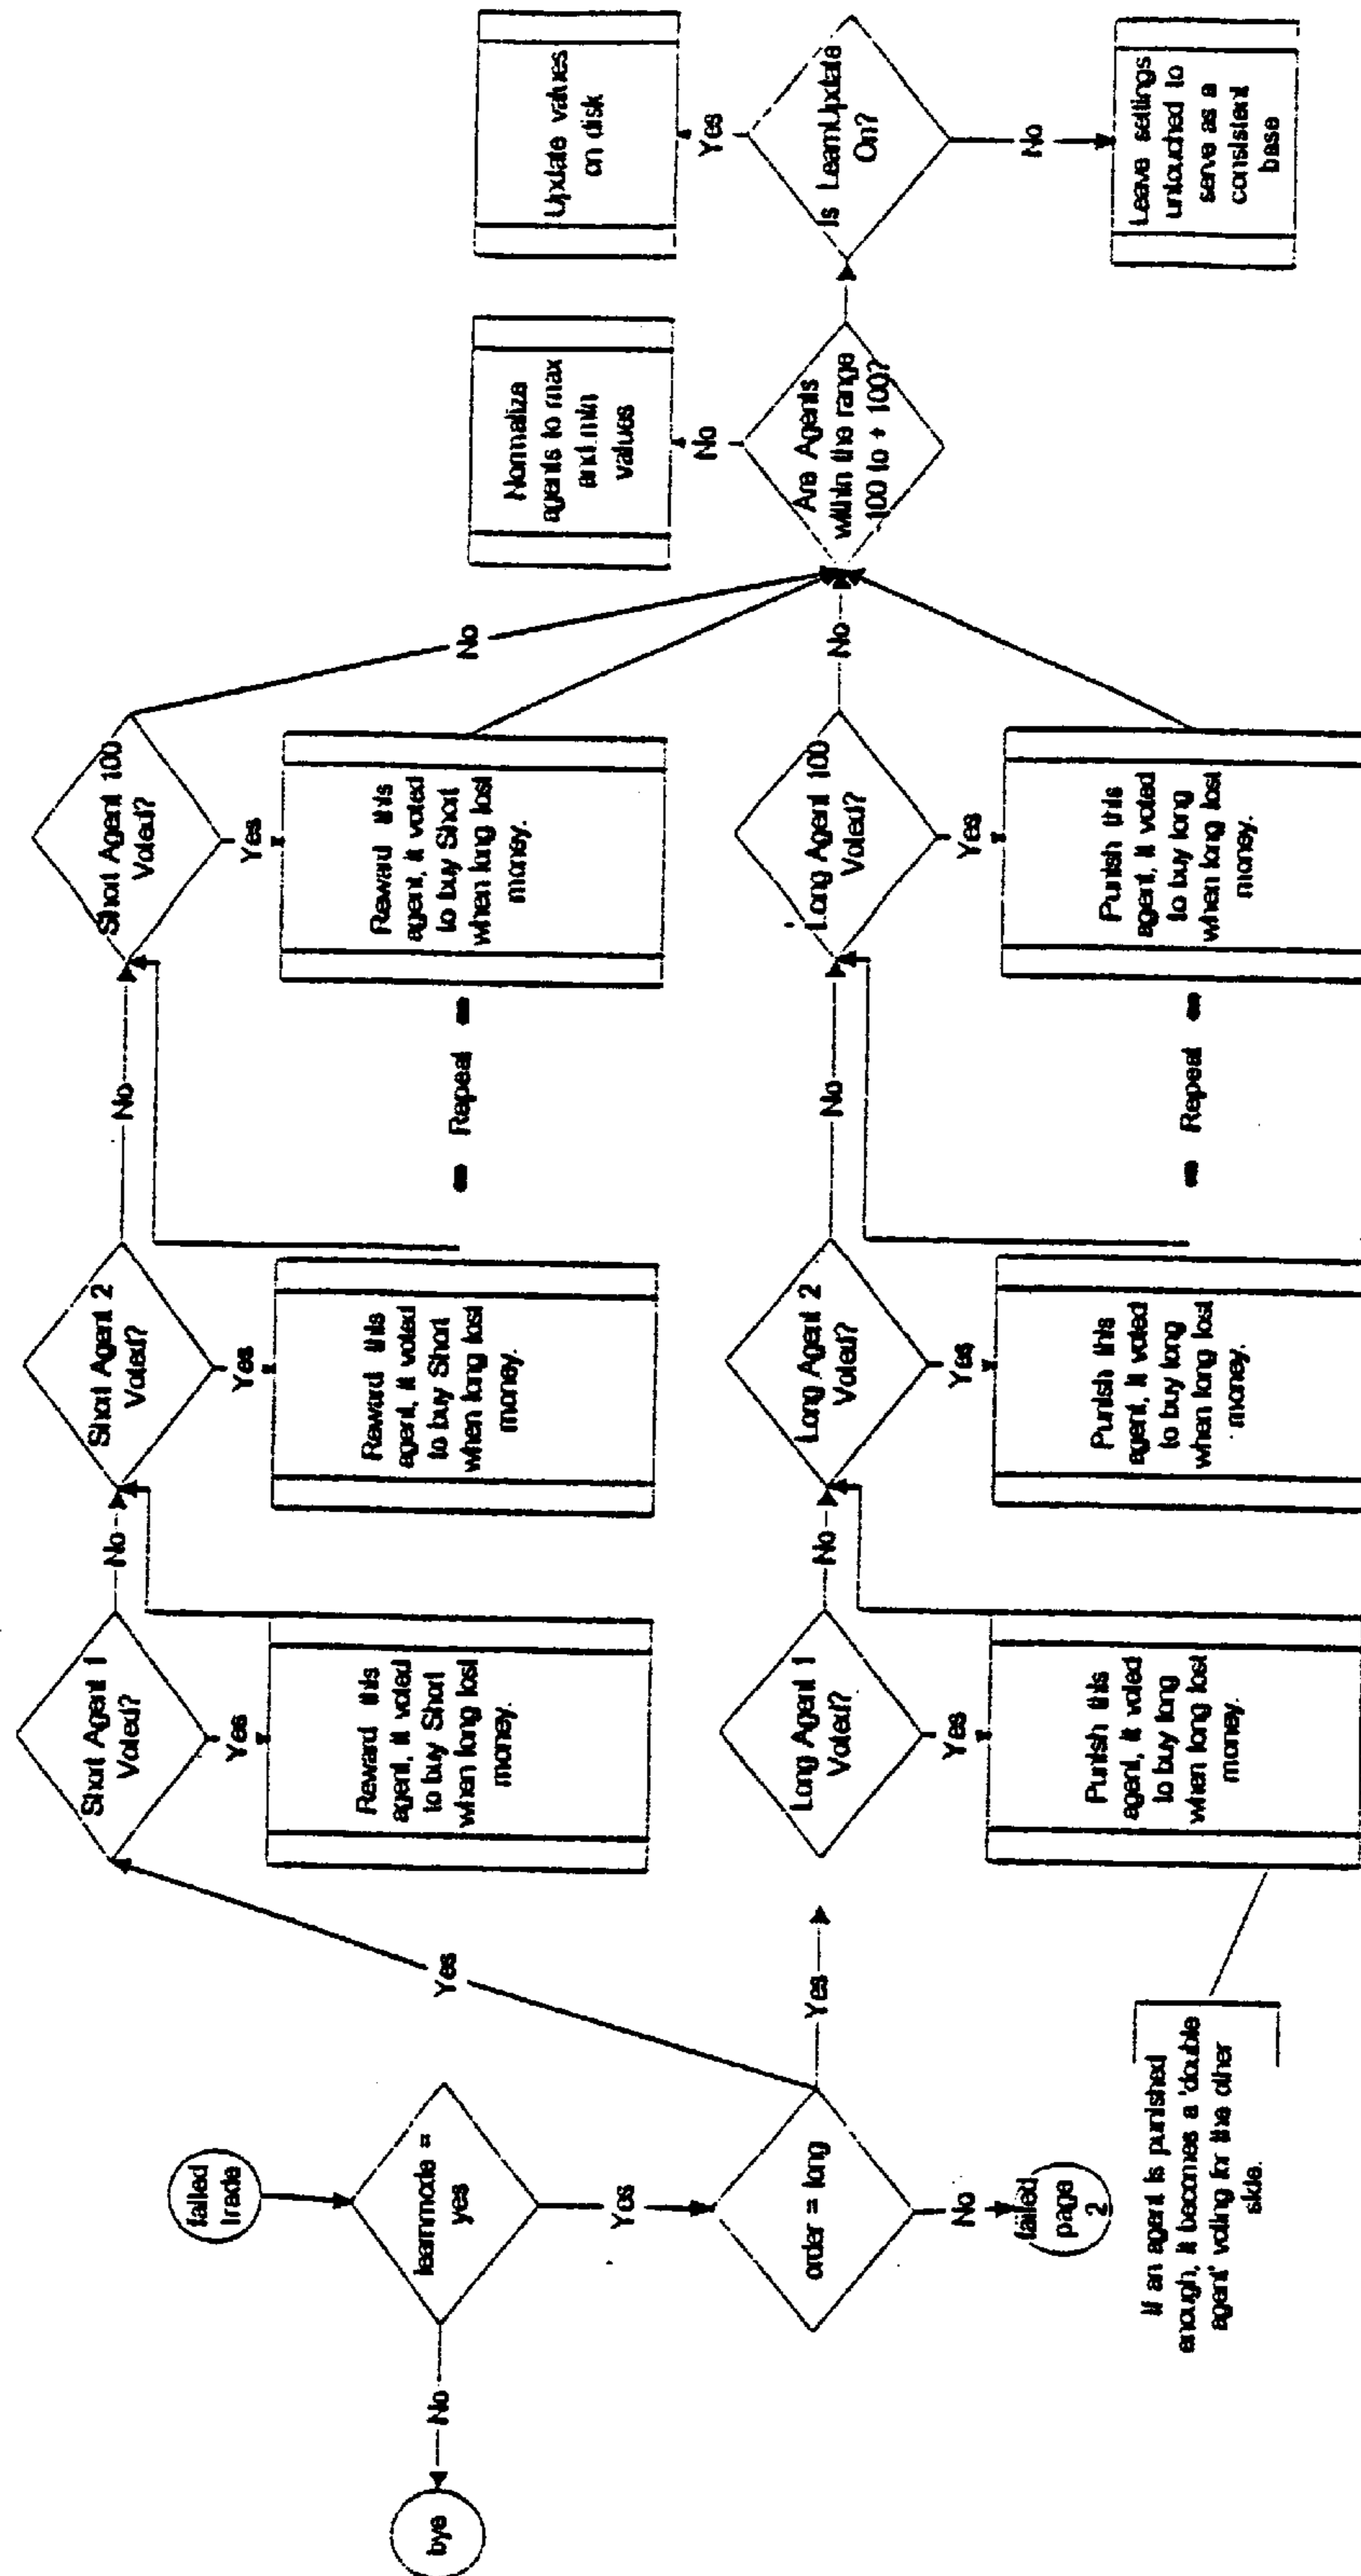 failed
trade
learnmode =
yes
No
bye
Yes
order = long
No
failed
page
2
Yes
Yes
If an agent is punished
enough, it becomes a 'double
agent' voting for the other
side.
Short Agent 1
Voted?
No
Yes
Reward this
agent, it voted
to buy Short
when long lost
money.
Short Agent 2
Voted?
No
Yes
Reward this
agent, it voted
to buy Short
when long lost
money.
Repeat
Short Agent 100
Voted?
No
Yes
Reward this
agent, it voted
to buy Short
when long lost
money.
Long Agent 1
Voted?
No
Yes
Punish this
agent, it voted
to buy long
when long lost
money.
Long Agent 2
Voted?
No
Yes
Punish this
agent, it voted
to buy long
when long lost
money.
Repeat
Long Agent 100
Voted?
No
Yes
Punish this
agent, it voted
to buy long
when long lost
money.
Are Agents
within the range
-100 to + 100?
No
Normalize
agents to max
and min
values
Is LearnUpdate
On?
Yes
Update values
on disk
No
Leave settings
untouched to
serve as a
consistent
base